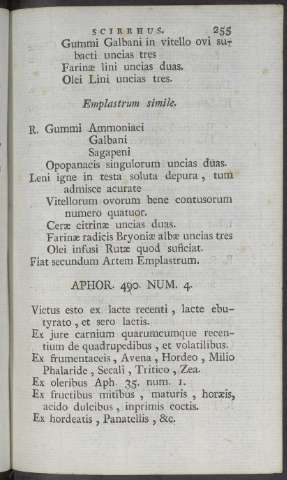 SCIRRHUS. 255
Gummi Galbani in vitello ovi su-
bacti uncias tres
Farinæ lini uncias duas.
Olei Lini uncias tres.
Emplastrum simile.
R. Gummi Ammoniaci
Galbani
Sagapeni
Opopanacis singulorum uncias duas.
Leni igne in testa soluta depura , tum
admisce acurate
Vitellorum ovorum bene contusorum
numero quatuor.
Ceræ citrinæ uncias duas.
Farinæ radicis Bryoniæ albæ uncias tres
Olei infusi Rutæ quod suficiat.
Fiat secundum Artem Emplastrum.
APHOR. 490. NUM. 4.
Victus esto ex lacte recenti , lacte ebu-
tyrato , et sero lactis.
Ex jure carnium quarumcumque recen-
tium de quadrupedibus , et volatilibus.
Ex frumentaceis , Avena , Hordeo , Milio
Phalaride , Secali , Tritico , Zea.
Ex oleribus Aph. 35. num. 1.
Ex fructibus mitibus , maturis , horæis,
acido dulcibus , inprimis coctis.
Ex hordeatis , Panatellis , &c.